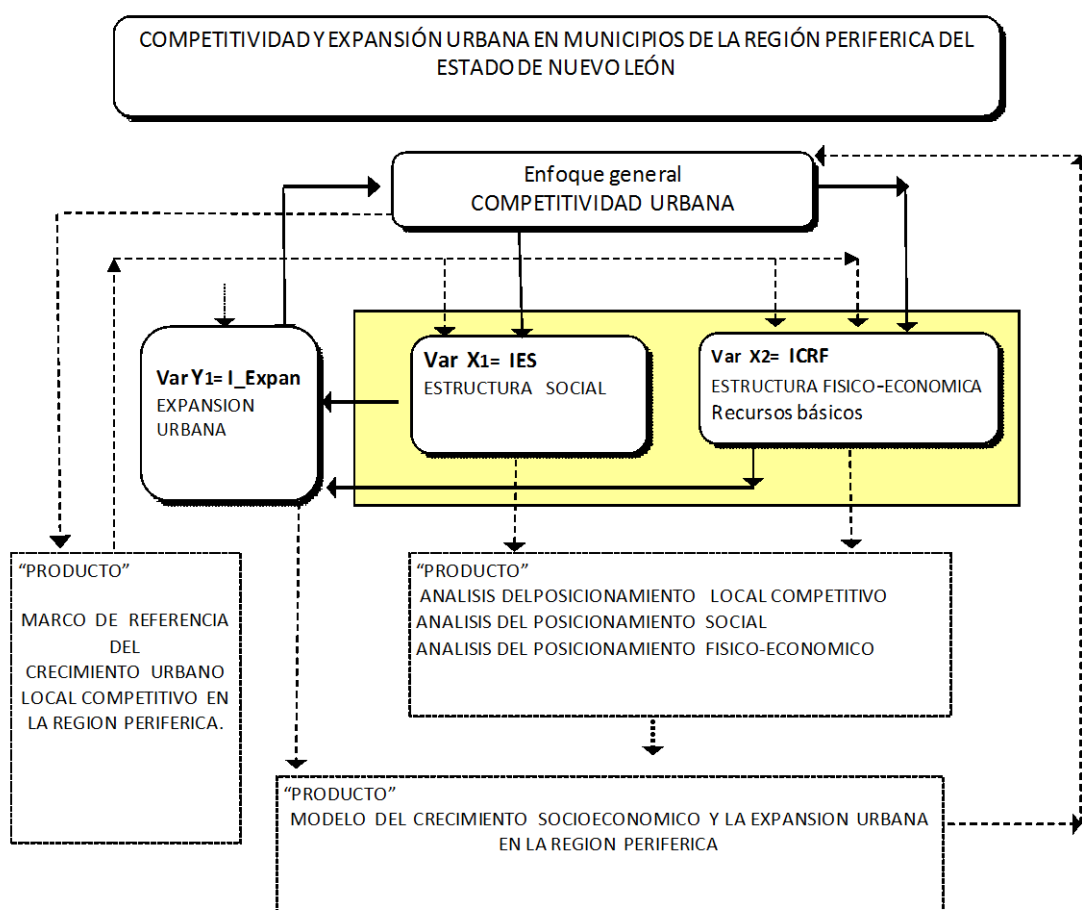 COMPETITIVIDAD Y EXPANSIÓN URBANA EN MUNICIPIOS DE LA REGIÓN PERIFERICA DEL
ESTADO DE NUEVO LEÓN
Enfoque general
COMPETITIVIDAD URBANA
Var Y1= I_Expan
EXPANSION
URBANA
Var X1= IES
ESTRUCTURA SOCIAL
Var X2= ICRF
ESTRUCTURA FISICO-ECONOMICA
Recursos básicos
“PRODUCTO”
MARCO DE REFERENCIA
DEL
CRECIMIENTO URBANO
LOCAL COMPETITIVO EN
LA REGION PERIFERICA.
“PRODUCTO”
ANALISIS DELPOSICIONAMIENTO LOCAL COMPETITIVO
ANALISIS DEL POSICIONAMIENTO SOCIAL
ANALISIS DEL POSICIONAMIENTO FISICO-ECONOMICO
“PRODUCTO”
MODELO DEL CRECIMIENTO SOCIOECONOMICO Y LA EXPANSION URBANA
EN LA REGION PERIFERICA